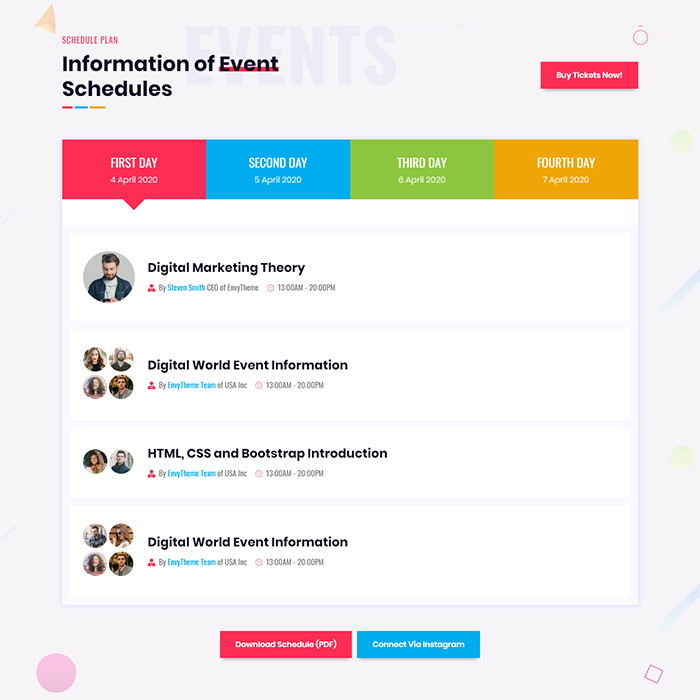 EVENTS
SCHEDULE PLAN
Information of Event
Schedules
Buy Tickets Now!
FIRST DAY
4 April 2020
SECOND DAY
5 April 2020
THIRD DAY
6 April 2020
FOURTH DAY
7 April 2020
Digital Marketing Theory
By Steven Smith CEO of EnvyTheme 13:00AM - 20:00PM
Digital World Event Information
By EnvyTheme Team of USA Inc 13:00AM - 20:00PM
HTML, CSS and Bootstrap Introduction
By EnvyTheme Team of USA Inc 13:00AM - 20:00PM
Digital World Event Information
By EnvyTheme Team of USA Inc 13:00AM - 20:00PM
Download Schedule (PDF)
Connect Via Instagram